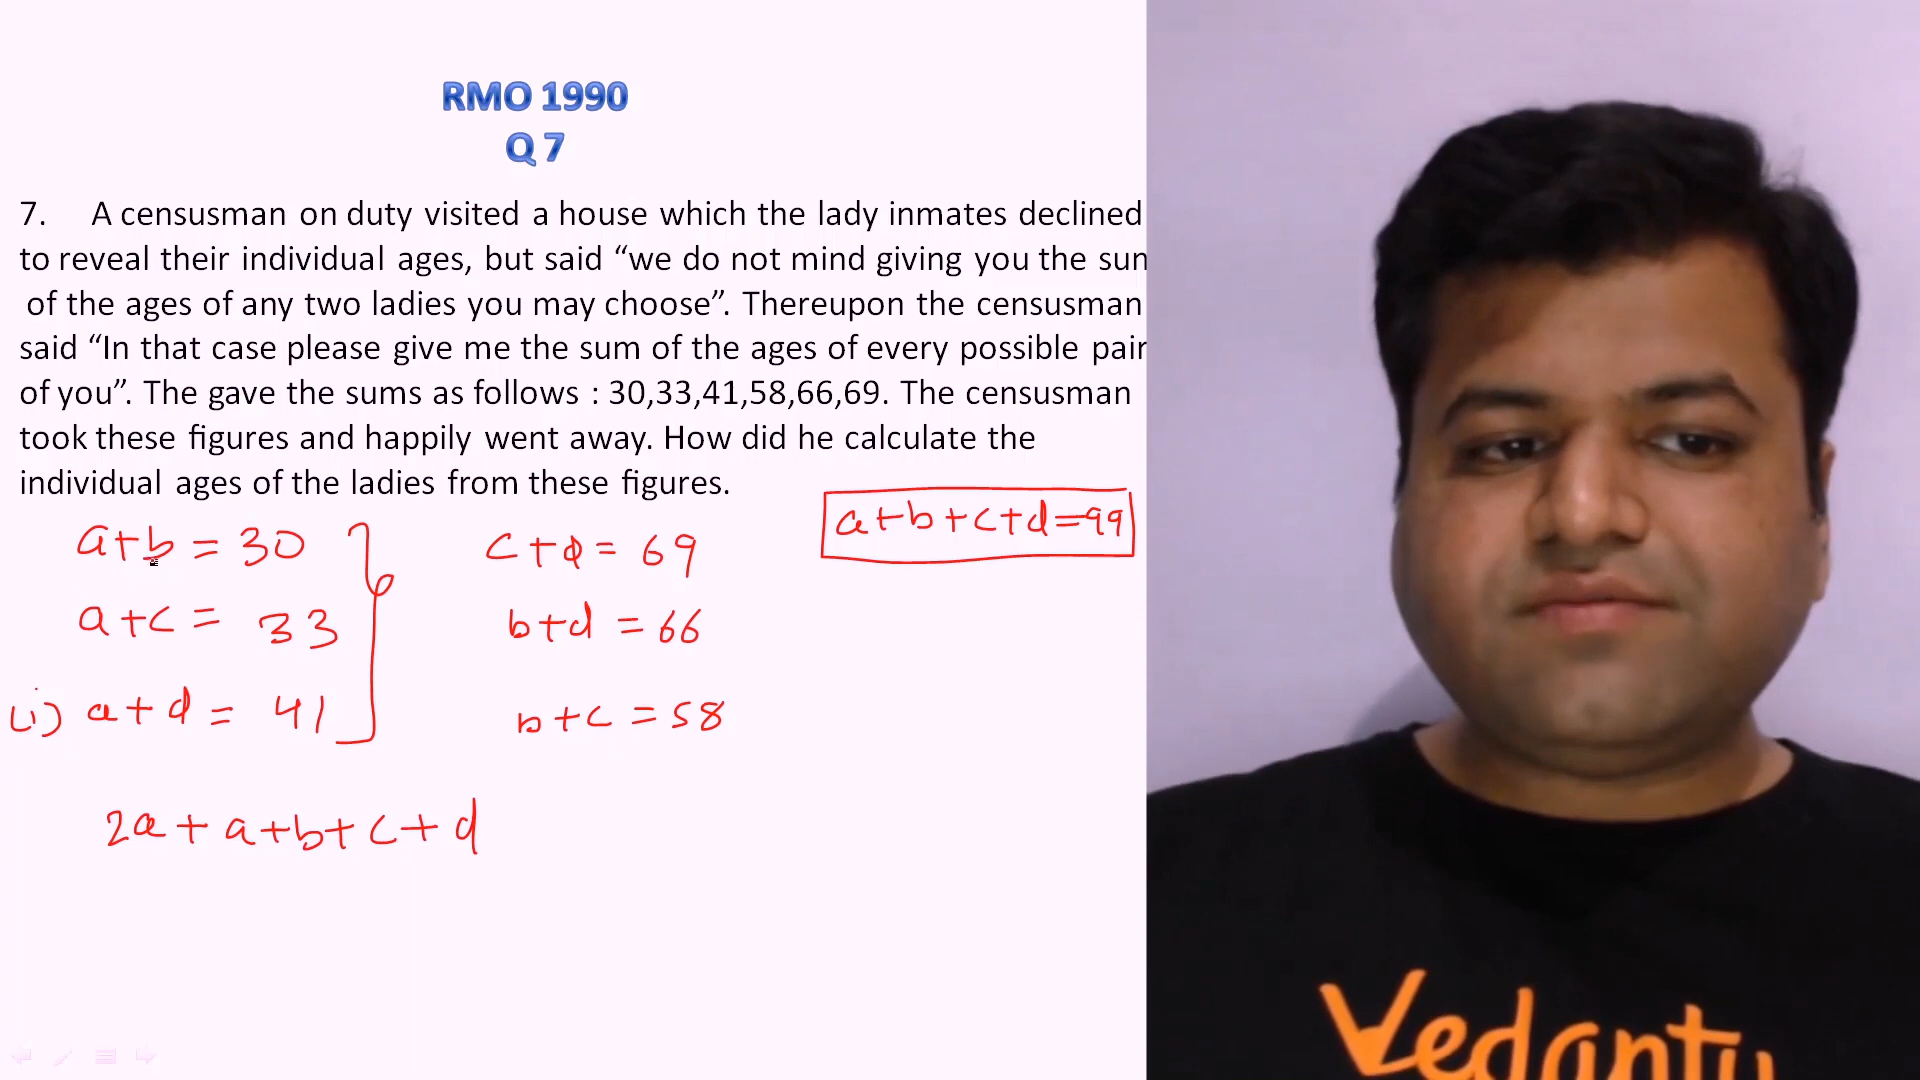 RMO 1990
Q 7
7. A censusman on duty visited a house which the lady inmates declined
to reveal their individual ages, but said “we do not mind giving you the sum
of the ages of any two ladies you may choose”. Thereupon the censusman
said “In that case please give me the sum of the ages of every possible pair
of you”. The gave the sums as follows : 30,33,41,58,66,69. The censusman
took these figures and happily went away. How did he calculate the
individual ages of the ladies from these figures.
a+b+c+d=99
a+b = 30
c+d = 69
a+c = 33
b+d = 66
(i) a+d = 41
b+c = 58
2a + a+b+c+d
Vedantu